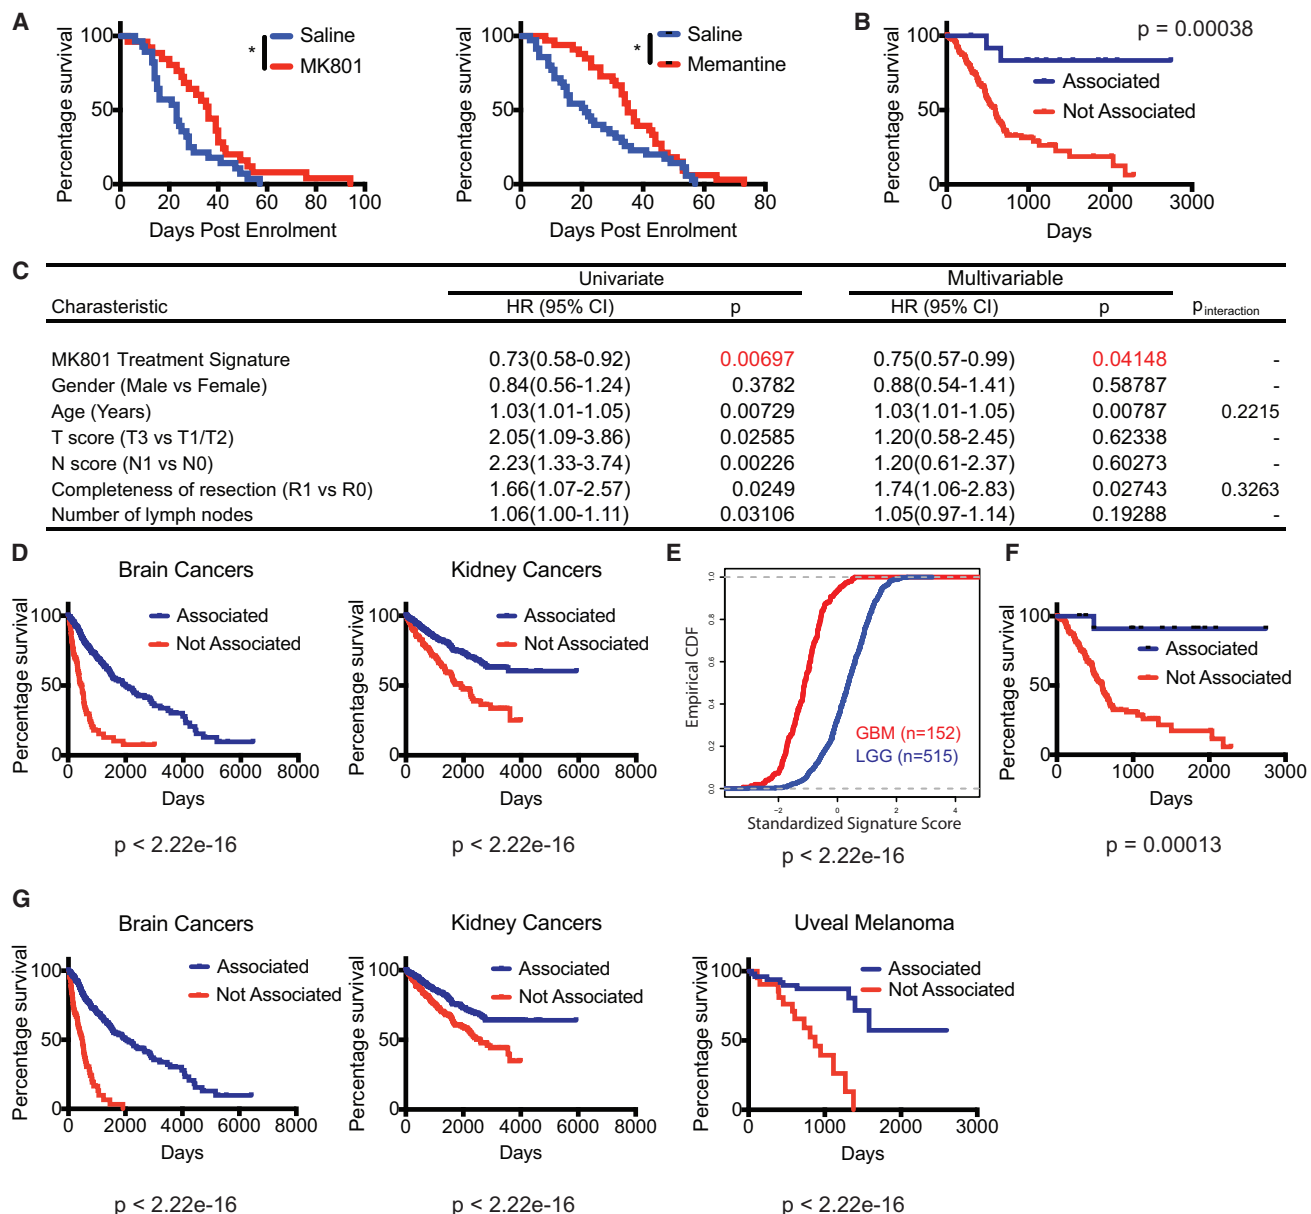 A
Percentage survival
100
50
0
0 20 40 60 80 100
Days Post Enrolment
*
Saline
MK801
Percentage survival
100
50
0
0 20 40 60 80
Days Post Enrolment
*
Saline
Memantine
B
p = 0.00038
Percentage survival
100
50
0
0 1000 2000 3000
Days
Associated
Not Associated
C
Univariate Multivariable
Charasteristic HR (95% CI) p HR (95% CI) p pinteraction
MK801 Treatment Signature 0.73(0.58-0.92) 0.00697 0.75(0.57-0.99) 0.04148 -
Gender (Male vs Female) 0.84(0.56-1.24) 0.3782 0.88(0.54-1.41) 0.58787 -
Age (Years) 1.03(1.01-1.05) 0.00729 1.03(1.01-1.05) 0.00787 0.2215
T score (T3 vs T1/T2) 2.05(1.09-3.86) 0.02585 1.20(0.58-2.45) 0.62338 -
N score (N1 vs N0) 2.23(1.33-3.74) 0.00226 1.20(0.61-2.37) 0.60273 -
Completeness of resection (R1 vs R0) 1.66(1.07-2.57) 0.0249 1.74(1.06-2.83) 0.02743 0.3263
Number of lymph nodes 1.06(1.00-1.11) 0.03106 1.05(0.97-1.14) 0.19288 -
D
Brain Cancers
Percentage survival
100
50
0
0 2000 4000 6000 8000
Days
Associated
Not Associated
p < 2.22e-16
Kidney Cancers
Percentage survival
100
50
0
0 2000 4000 6000 8000
Days
Associated
Not Associated
p < 2.22e-16
E
Empirical CDF
1.0
0.8
0.6
0.4
0.2
0.0
GBM (n=152)
LGG (n=515)
-2 0 2 4
Standardized Signature Score
p < 2.22e-16
F
Percentage survival
100
50
0
0 1000 2000 3000
Days
Associated
Not Associated
p = 0.00013
G
Brain Cancers
Percentage survival
100
50
0
0 2000 4000 6000 8000
Days
Associated
Not Associated
p < 2.22e-16
Kidney Cancers
Percentage survival
100
50
0
0 2000 4000 6000 8000
Days
Associated
Not Associated
p < 2.22e-16
Uveal Melanoma
Percentage survival
100
50
0
0 1000 2000 3000
Days
Associated
Not Associated
p < 2.22e-16